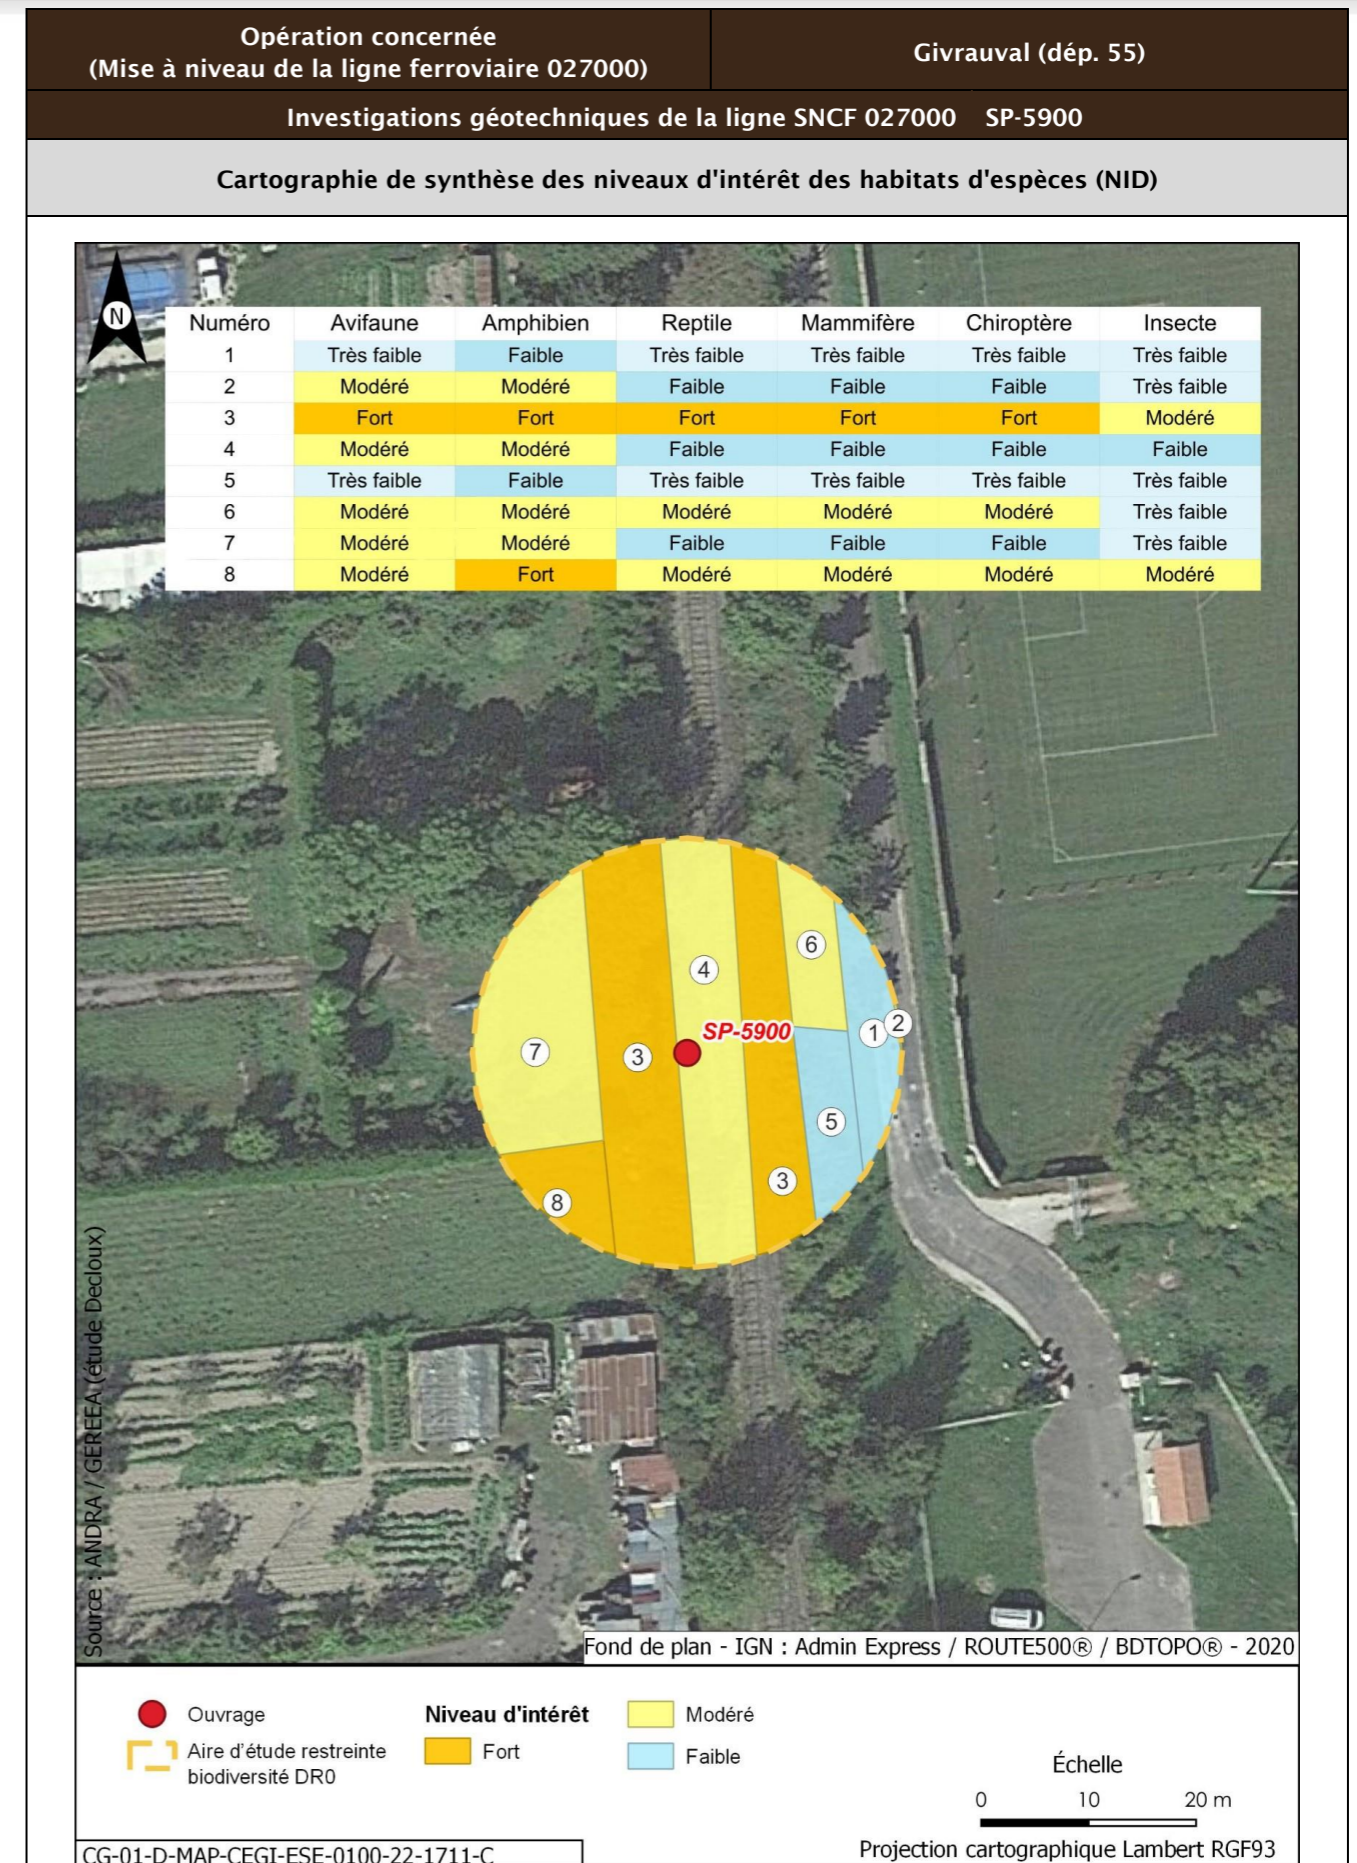 Opération concernée
(Mise à niveau de la ligne ferroviaire 027000)
Givrauval (dép. 55)
Investigations géotechniques de la ligne SNCF 027000 SP-5900
Cartographie de synthèse des niveaux d'intérêt des habitats d'espèces (NID)
N
Numéro Avifaune Amphibien Reptile Mammifère Chiroptère Insecte
1 Très faible Faible Très faible Très faible Très faible Très faible
2 Modéré Modéré Faible Faible Faible Très faible
3 Fort Fort Fort Fort Fort Modéré
4 Modéré Modéré Faible Faible Faible Faible
5 Très faible Faible Très faible Très faible Très faible Très faible
6 Modéré Modéré Modéré Modéré Modéré Très faible
7 Modéré Modéré Faible Faible Faible Très faible
8 Modéré Fort Modéré Modéré Modéré Modéré
6
4
2
1
SP-5900
7
3
5
3
8
Source : ANDRA / GEREEA (étude Decloux)
Fond de plan - IGN : Admin Express / ROUTE500® / BDTOPO® - 2020
Ouvrage
Aire d'étude restreinte
biodiversité DR0
Niveau d'intérêt
Fort
Modéré
Faible
Échelle
0 10 20 m
Projection cartographique Lambert RGF93
CG-01-D-MAP-CEGI-ESE-0100-22-1711-C